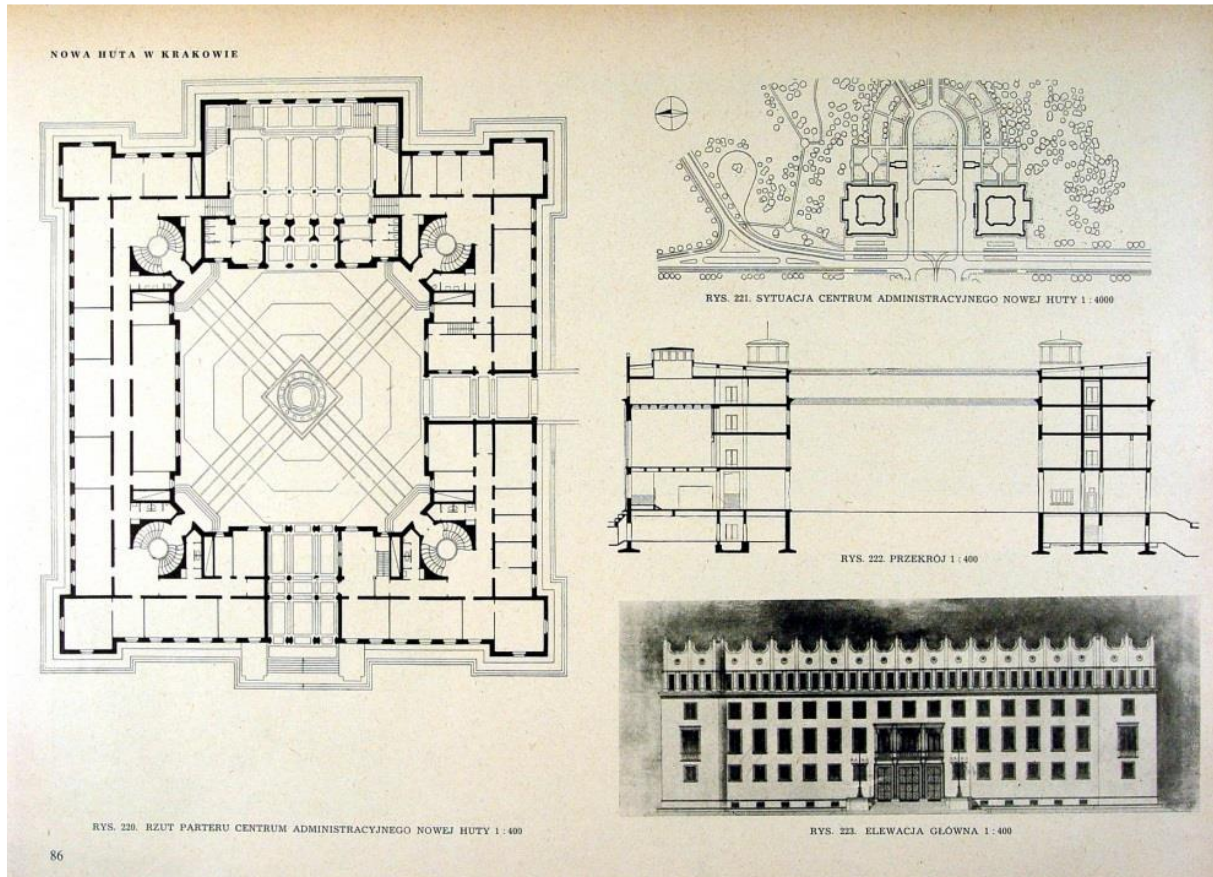 NOWA HUTA W KRAKOWIE
RYS. 221. SYTUACJA CENTRUM ADMINISTRACYJNEGO NOWEJ HUTY 1 : 4000
RYS. 222. PRZEKRÓJ 1 : 400
RYS. 220. RZUT PARTERU CENTRUM ADMINISTRACYJNEGO NOWEJ HUTY 1 : 400
RYS. 223. ELEWACJA GŁÓWNA 1 : 400
86